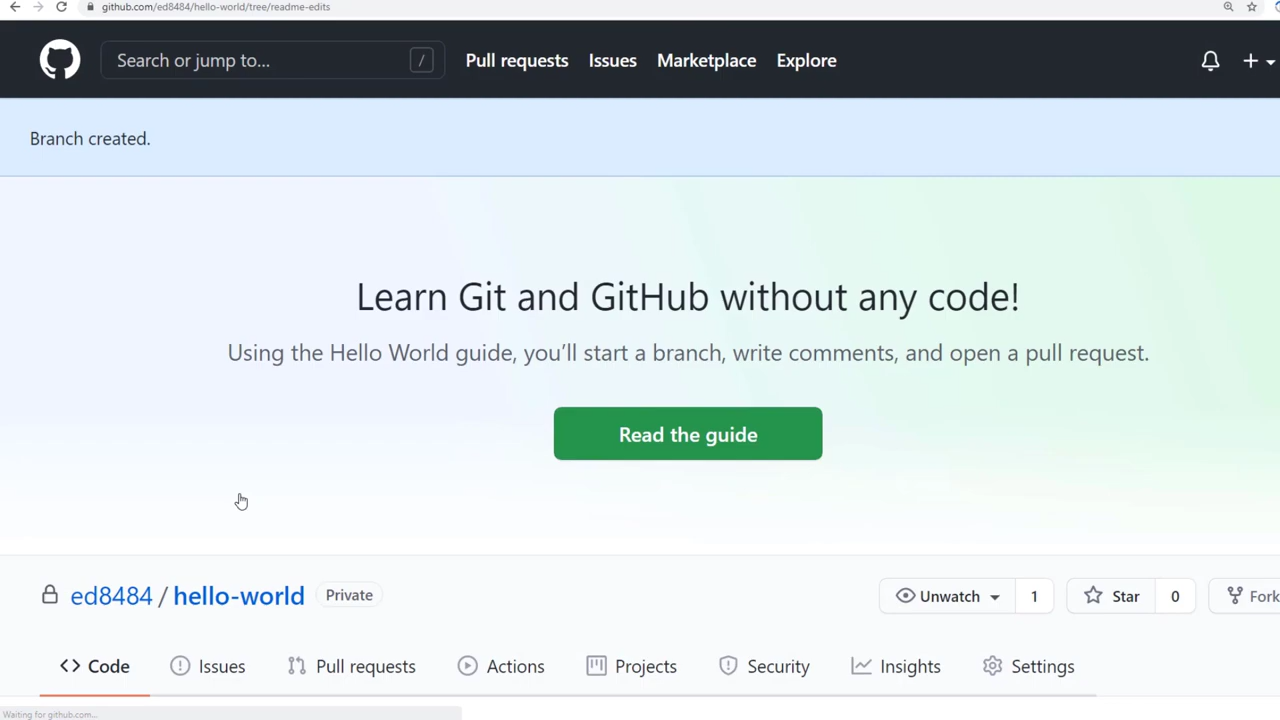 github.com/ed8484/hello-world/tree/readme-edits
Search or jump to... /
Pull requests Issues Marketplace Explore
Branch created.
Learn Git and GitHub without any code!
Using the Hello World guide, you’ll start a branch, write comments, and open a pull request.
Read the guide
ed8484 / hello-world Private
Unwatch 1 Star 0 Fork
Code Issues Pull requests Actions Projects Security Insights Settings
Waiting for github.com...